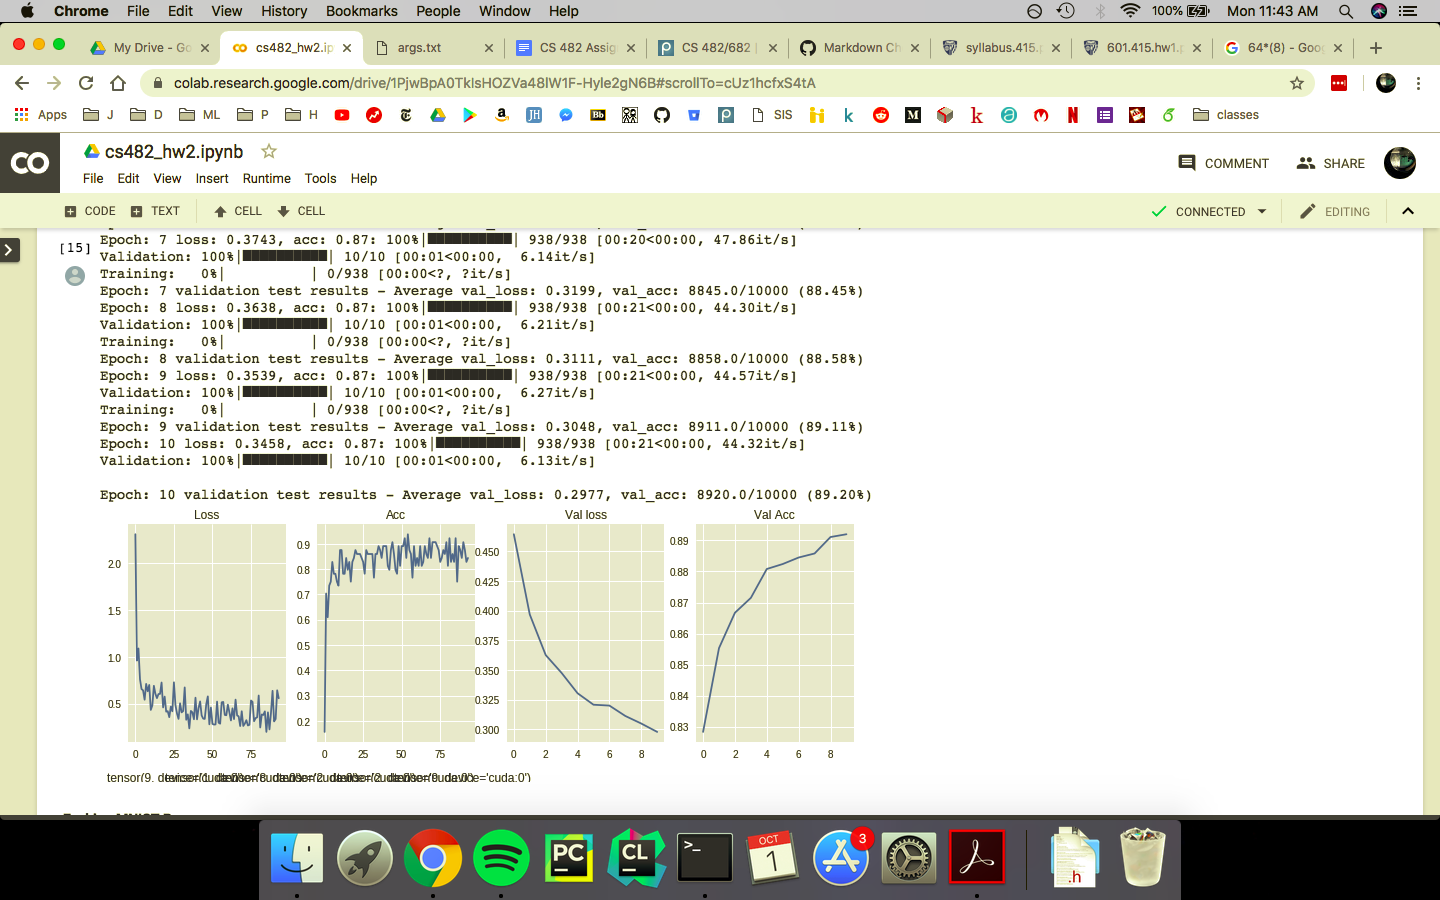 Chrome File Edit View History Bookmarks People Window Help 100% Mon 11:43 AM
My Drive - Go cs482_hw2.ip args.txt CS 482 Assig CS 482/682 Markdown Ch syllabus.415. 601.415.hw1. 64*(8) - Goo
Apps J D ML P H SIS classes
cs482_hw2.ipynb
COMMENT SHARE
File Edit View Insert Runtime Tools Help
CODE TEXT CELL CELL CONNECTED EDITING
[15] Epoch: 7 loss: 0.3743, acc: 0.87: 100%|██████████| 938/938 [00:20<00:00, 47.86it/s]
Validation: 100%|██████████| 10/10 [00:01<00:00, 6.14it/s]
Training: 0%| | 0/938 [00:00<?, ?it/s]
Epoch: 7 validation test results - Average val_loss: 0.3199, val_acc: 8845.0/10000 (88.45%)
Epoch: 8 loss: 0.3638, acc: 0.87: 100%|██████████| 938/938 [00:21<00:00, 44.30it/s]
Validation: 100%|██████████| 10/10 [00:01<00:00, 6.21it/s]
Training: 0%| | 0/938 [00:00<?, ?it/s]
Epoch: 8 validation test results - Average val_loss: 0.3111, val_acc: 8858.0/10000 (88.58%)
Epoch: 9 loss: 0.3539, acc: 0.87: 100%|██████████| 938/938 [00:21<00:00, 44.57it/s]
Validation: 100%|██████████| 10/10 [00:01<00:00, 6.27it/s]
Training: 0%| | 0/938 [00:00<?, ?it/s]
Epoch: 9 validation test results - Average val_loss: 0.3048, val_acc: 8911.0/10000 (89.11%)
Epoch: 10 loss: 0.3458, acc: 0.87: 100%|██████████| 938/938 [00:21<00:00, 44.32it/s]
Validation: 100%|██████████| 10/10 [00:01<00:00, 6.13it/s]
Epoch: 10 validation test results - Average val_loss: 0.2977, val_acc: 8920.0/10000 (89.20%)
Loss Acc Val loss Val Acc
2.0
1.5
1.0
0.5
0 25 50 75
0.9
0.8
0.7
0.6
0.5
0.4
0.3
0.2
0 25 50 75
0.450
0.425
0.400
0.375
0.350
0.325
0.300
0 2 4 6 8
0.89
0.88
0.87
0.86
0.85
0.84
0.83
0 2 4 6 8
PC CL >_ OCT 1 3 .h